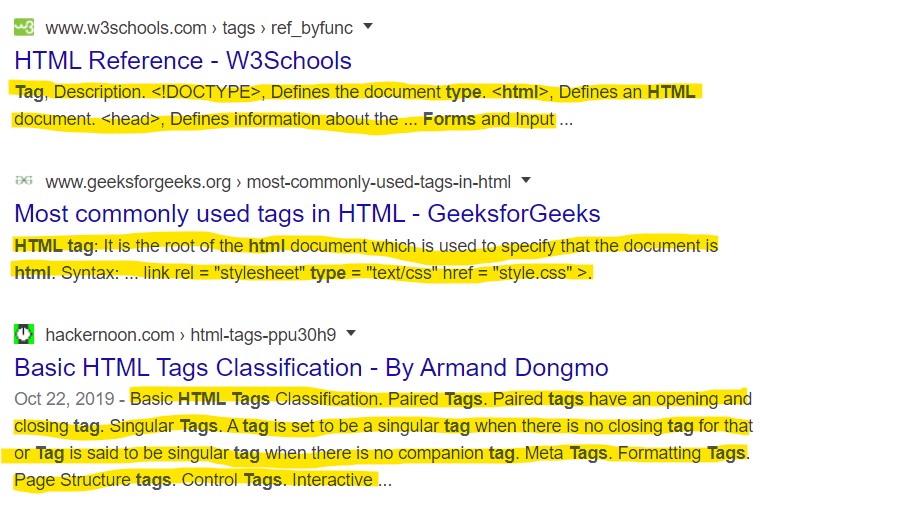 www.w3schools.com › tags › ref_byfunc
HTML Reference - W3Schools
Tag, Description. <!DOCTYPE>, Defines the document type. <html>, Defines an HTML
document. <head>, Defines information about the ... Forms and Input ...
www.geeksforgeeks.org › most-commonly-used-tags-in-html
Most commonly used tags in HTML - GeeksforGeeks
HTML tag: It is the root of the html document which is used to specify that the document is
html. Syntax: ... link rel = "stylesheet" type = "text/css" href = "style.css" >.
hackernoon.com › html-tags-ppu30h9
Basic HTML Tags Classification - By Armand Dongmo
Oct 22, 2019 - Basic HTML Tags Classification. Paired Tags. Paired tags have an opening and
closing tag. Singular Tags. A tag is set to be a singular tag when there is no closing tag for that
or Tag is said to be singular tag when there is no companion tag. Meta Tags. Formatting Tags.
Page Structure tags. Control Tags. Interactive ...